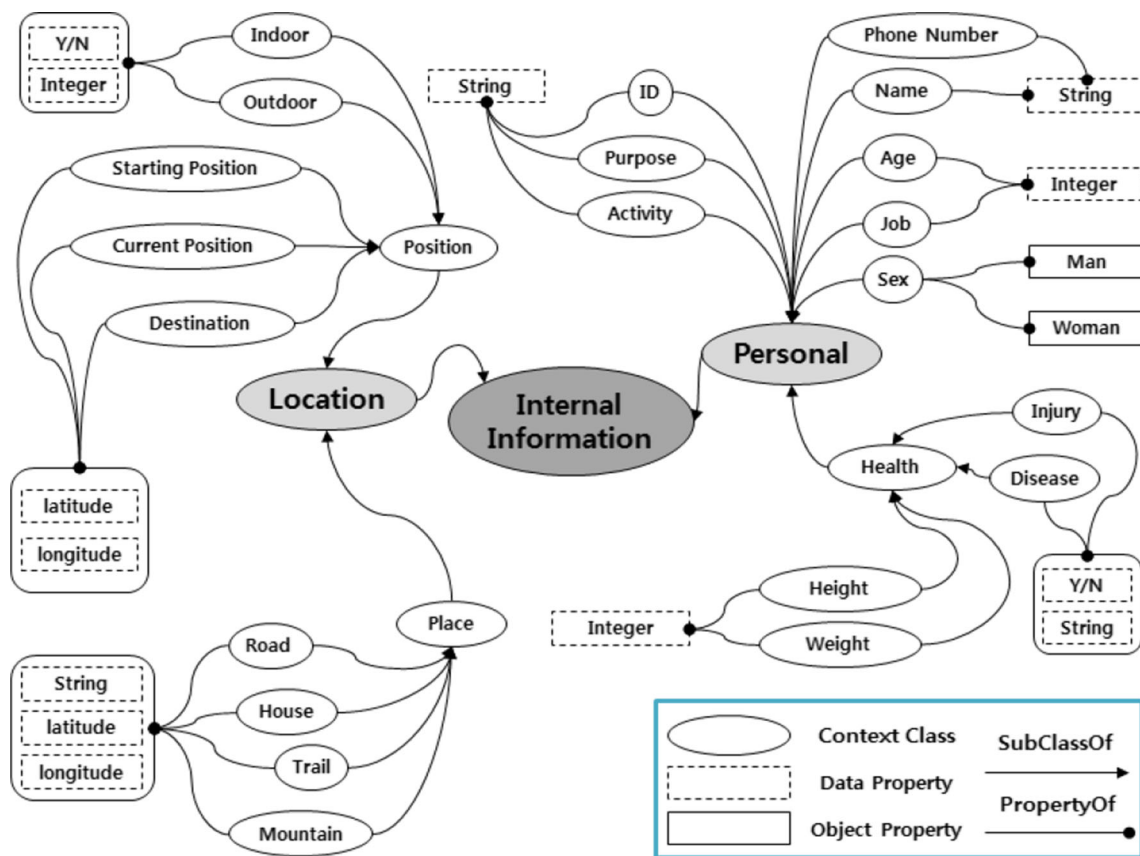 Y/N
Integer
Indoor
Outdoor
Starting Position
Current Position
Destination
Position
latitude
longitude
String
ID
Purpose
Activity
Phone Number
Name
Age
Job
Sex
String
Integer
Man
Woman
Personal
Location
Internal
Information
Injury
Health
Disease
Y/N
String
Height
Integer
Weight
Place
Road
House
Trail
Mountain
String
latitude
longitude
Context Class
SubClassOf
Data Property
PropertyOf
Object Property